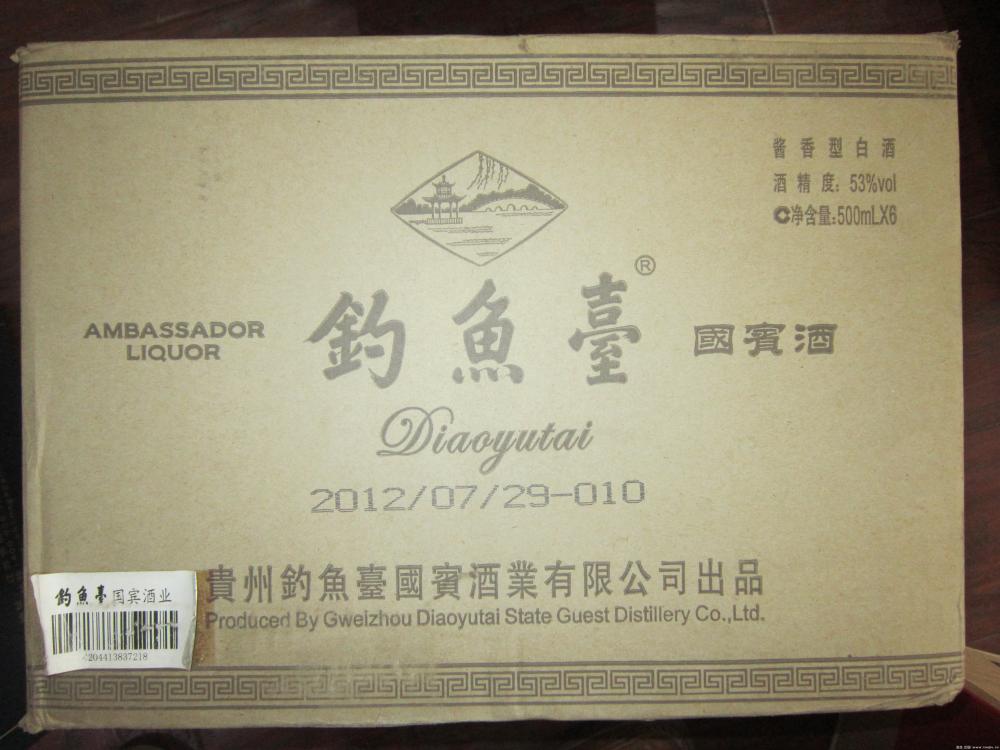 酱香型白酒
酒精度:53%vol
C净含量:500mLX6
®
AMBASSADOR
LIQUOR
釣魚臺
國賓酒
Diaoyutai
2012/07/29-010
貴州釣魚臺國賓酒業有限公司出品
Produced By Gweizhou Diaoyutai State Guest Distillery Co.,Ltd.
釣魚臺国宾酒业
204413837218